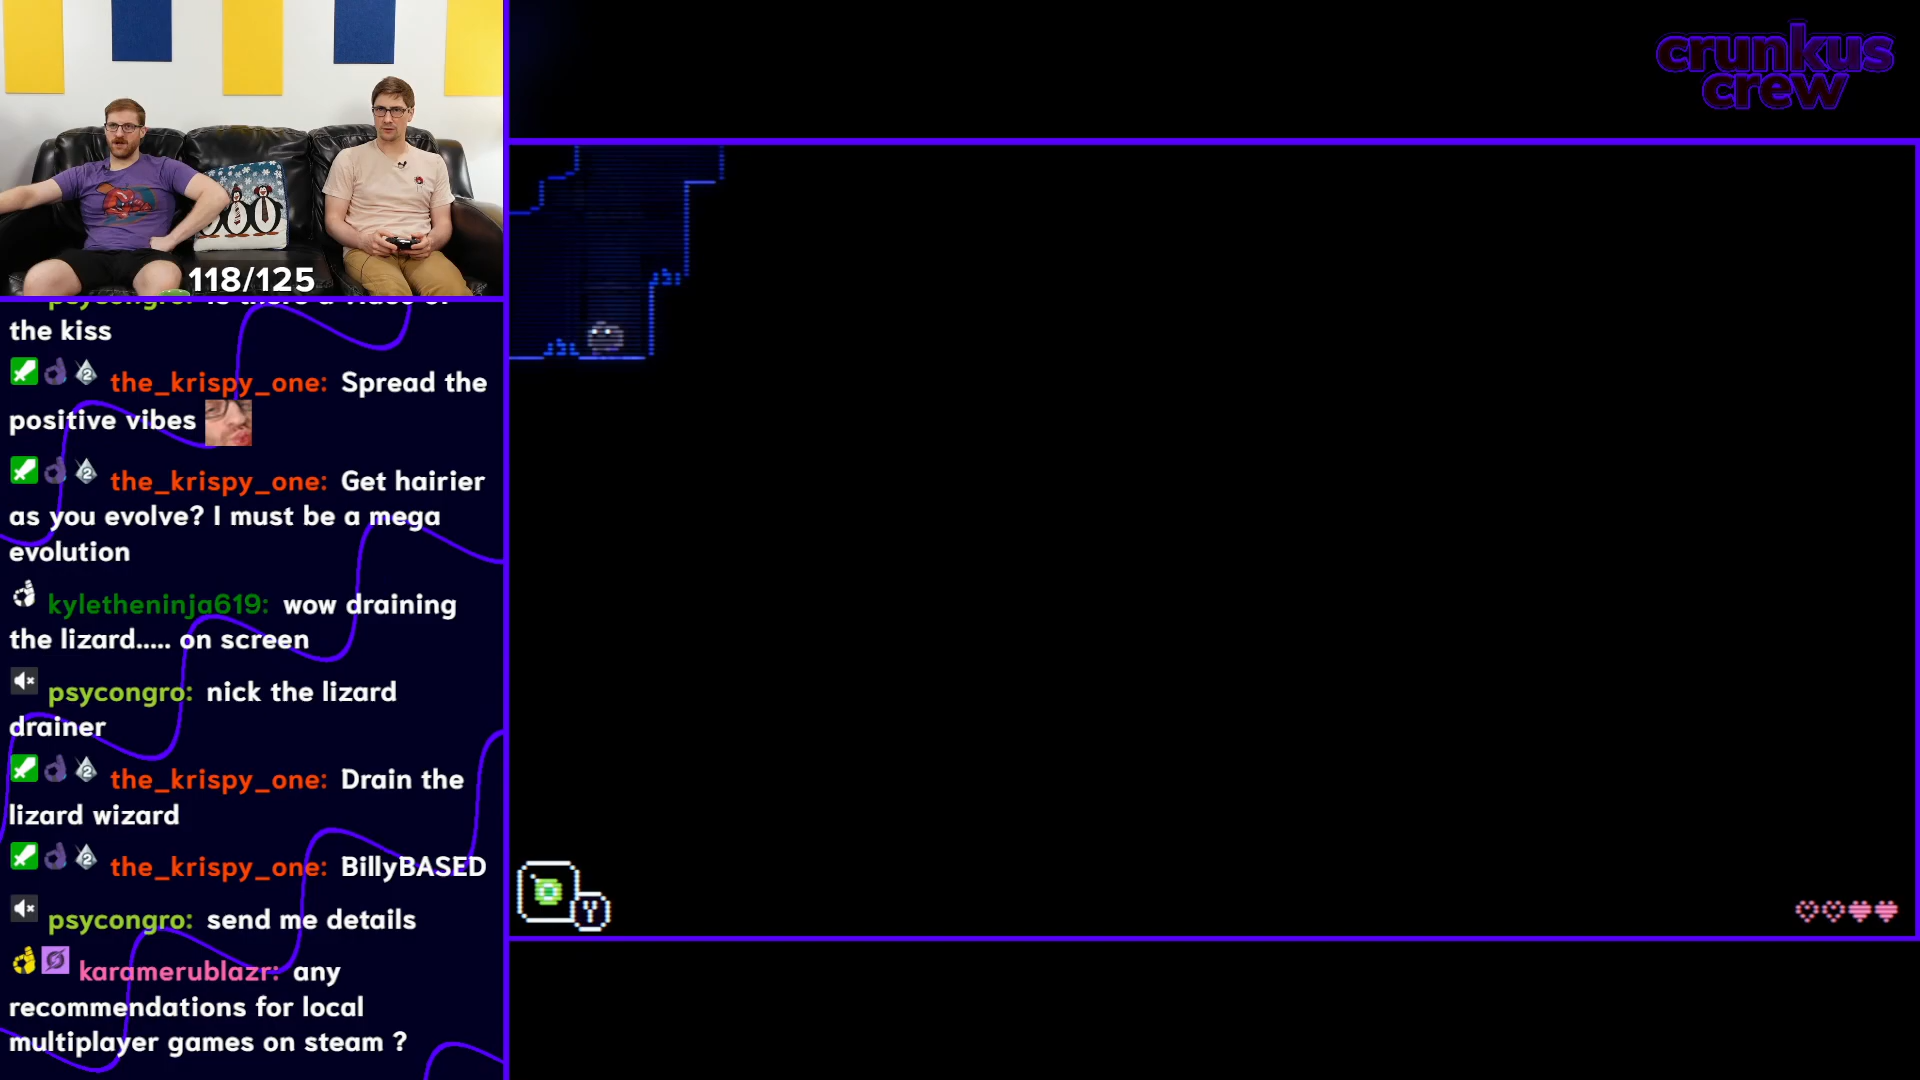 crunkus
crew
118/125
the kiss
the_krispy_one: Spread the
positive vibes
the_krispy_one: Get hairier
as you evolve? I must be a mega
evolution
kyletheninja619: wow draining
the lizard..... on screen
psycongro: nick the lizard
drainer
the_krispy_one: Drain the
lizard wizard
the_krispy_one: BillyBASED
psycongro: send me details
karamerublazr: any
recommendations for local
multiplayer games on steam ?
Y